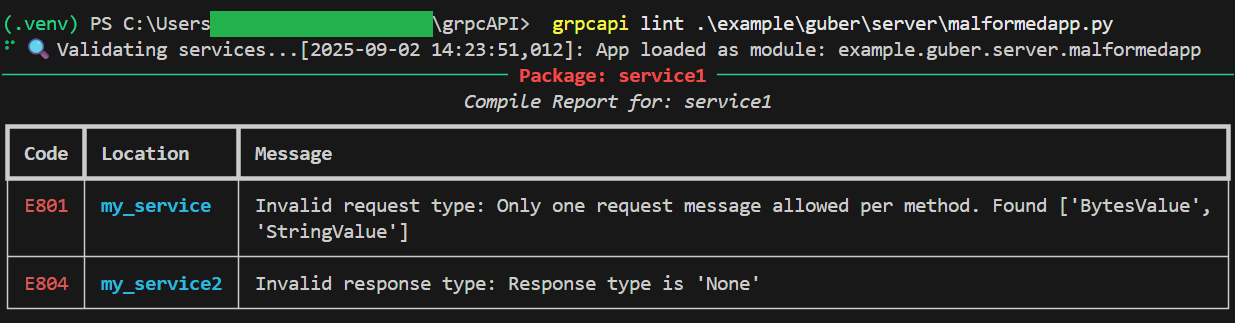 (.venv) PS C:\Users\grpcAPI> grpcapi lint .\example\guber\server\malformedapp.py
Validating services...[2025-09-02 14:23:51,012]: App loaded as module: example.guber.server.malformedapp
Package: service1
Compile Report for: service1
Code Location Message
E801 my_service Invalid request type: Only one request message allowed per method. Found ['BytesValue',
'StringValue']
E804 my_service2 Invalid response type: Response type is 'None'